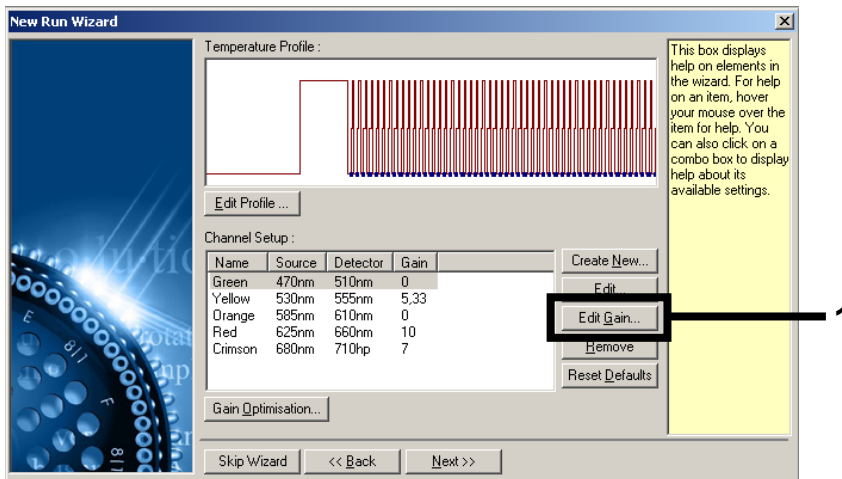 New Run Wizard
Temperature Profile :
Edit Profile ...
Channel Setup :
Name Source Detector Gain
Green 470nm 510nm 0
Yellow 530nm 555nm 5,33
Orange 585nm 610nm 0
Red 625nm 660nm 10
Crimson 680nm 710hp 7
Create New...
Edit...
Edit Gain...
Remove
Reset Defaults
Gain Optimisation...
Skip Wizard
<< Back
Next >>
This box displays
help on elements in
the wizard. For help
on an item, hover
your mouse over the
item for help. You
can also click on a
combo box to display
help about its
available settings.
1